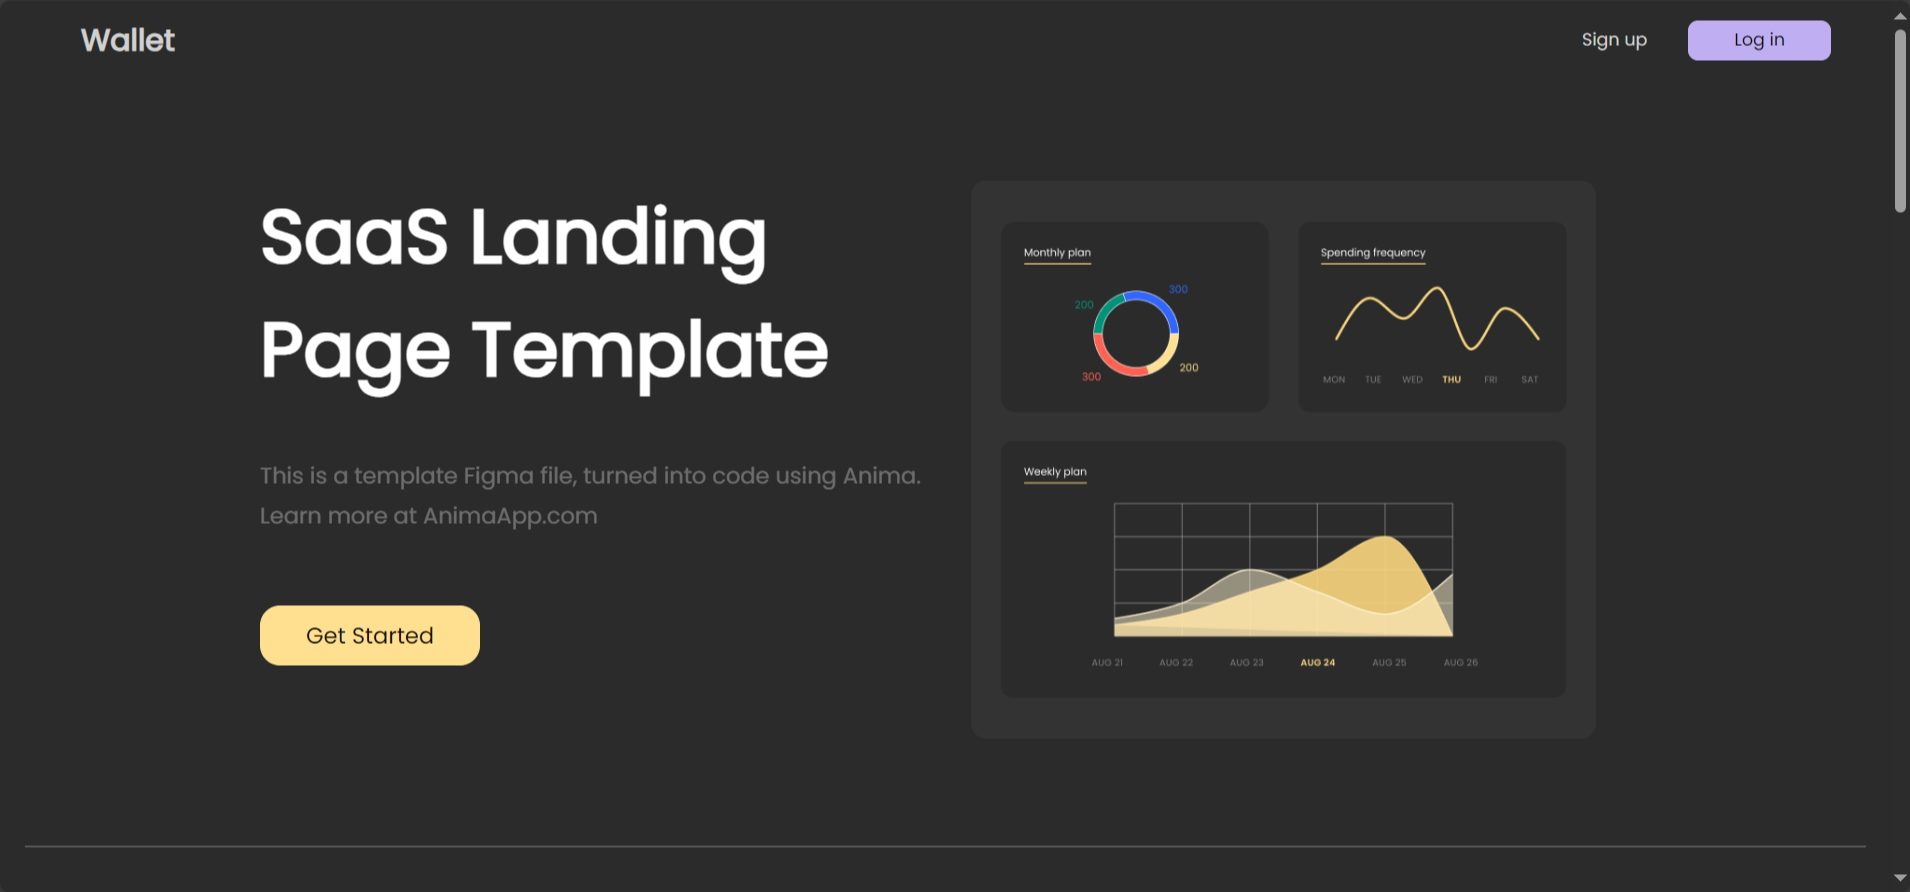 Wallet
Sign up
Log in
SaaS Landing
Page Template
This is a template Figma file, turned into code using Anima.
Learn more at AnimaApp.com
Get Started
Monthly plan
300
200
200
300
Spending frequency
MON TUE WED THU FRI SAT
Weekly plan
AUG 21 AUG 22 AUG 23 AUG 24 AUG 25 AUG 26